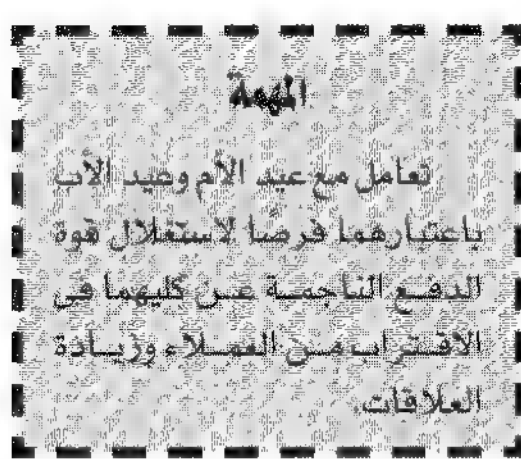 المهمة
تعامل مع عيد الأم وعيد الأب
باعتبارهما فرصًا لاستغلال قوة
الدفع الناجمة عن كليهما في
الاقتراب من العملاء وزيادة
العلاقات.